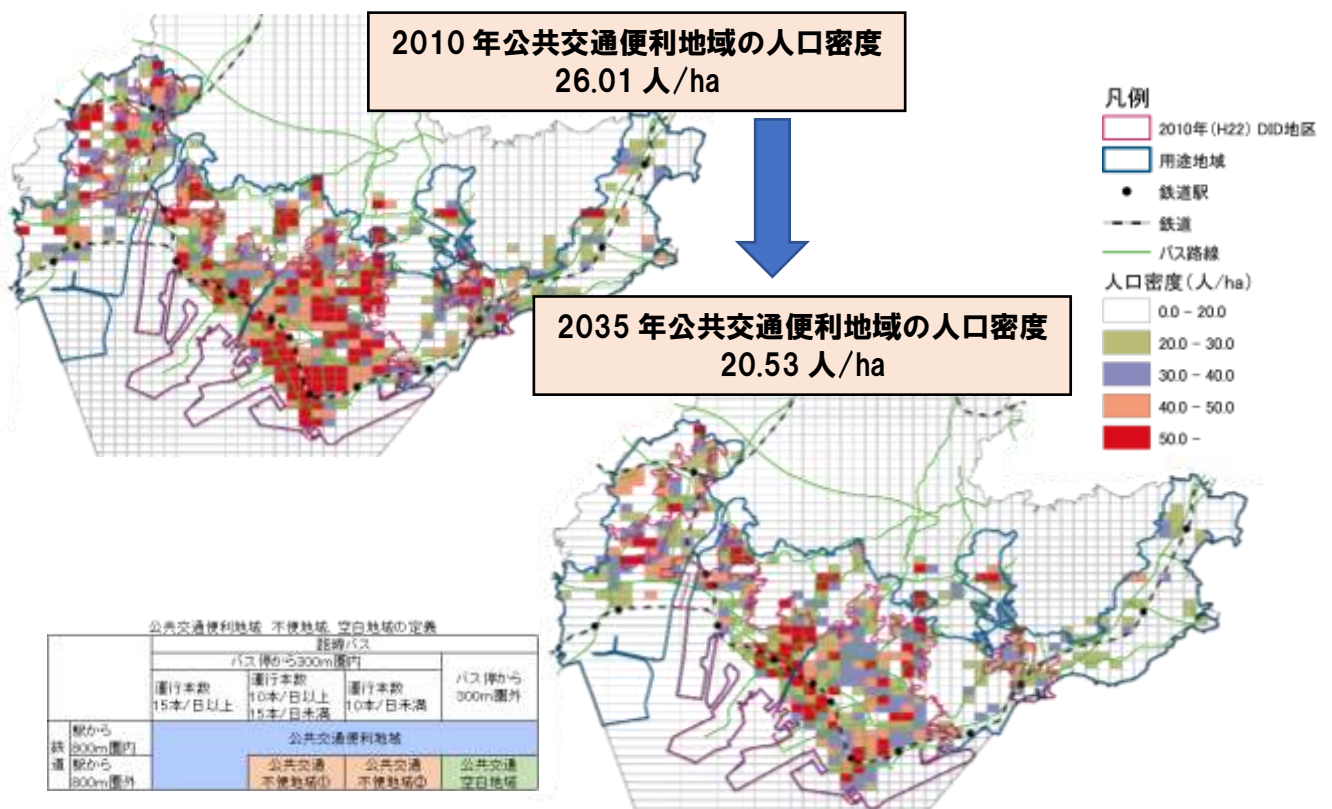 2010年公共交通便利地域の人口密度
26.01 人/ha
凡例
2010年(H22) DID地区
用途地域
鉄道駅
鉄道
バス路線
人口密度(人/ha)
0.0 - 20.0
20.0 - 30.0
30.0 - 40.0
40.0 - 50.0
50.0 -
2035年公共交通便利地域の人口密度
20.53 人/ha
公共交通便利地域 不便地域、空白地域の定義
路線バス
バス停から300m圏内
バス停から
300m圏外
運行本数
15本/日以上
運行本数
10本/日以上
15本/日未満
運行本数
10本/日未満
鉄道
駅から
800m圏内
公共交通便利地域
駅から
800m圏外
公共交通
不便地域①
公共交通
不便地域②
公共交通
空白地域